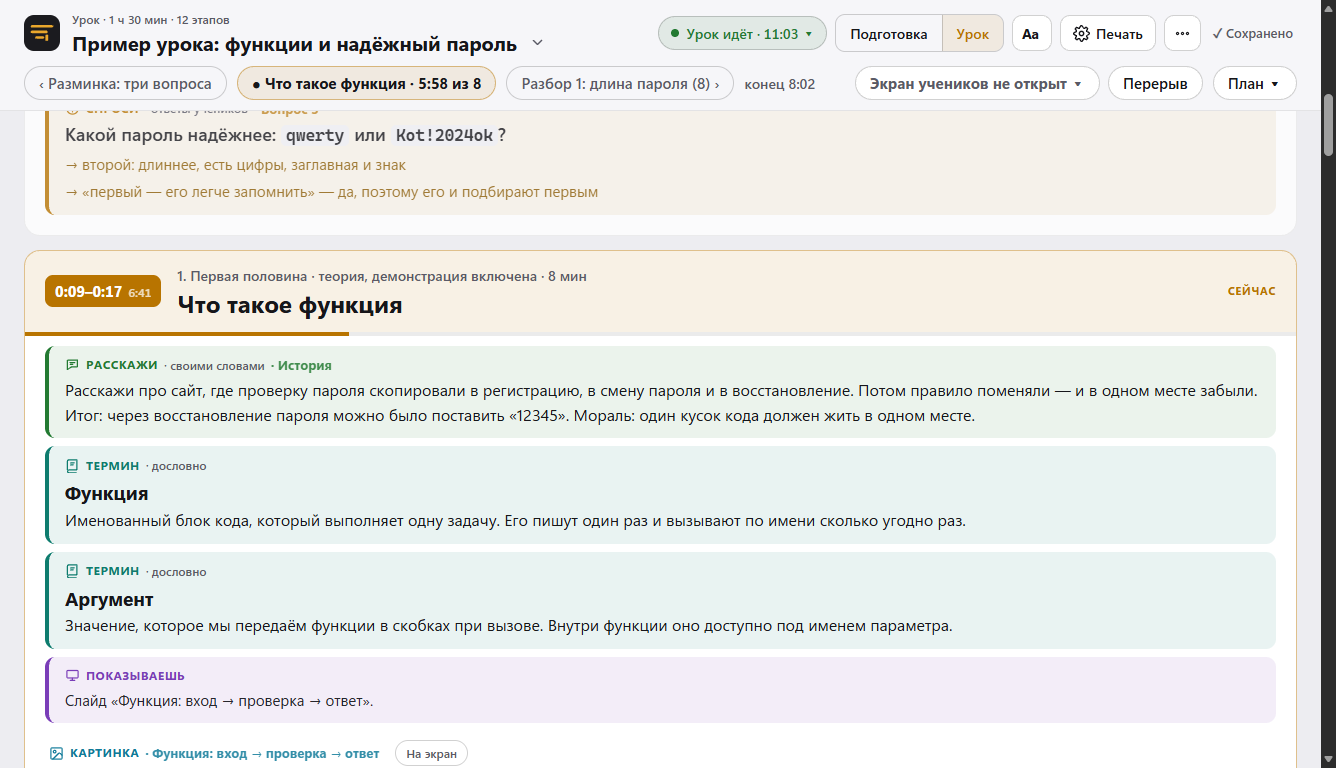 Урок · 1 ч 30 мин · 12 этапов
Пример урока: функции и надёжный пароль
Урок идёт · 11:03
Подготовка
Урок
Aa
Печать
✓ Сохранено
‹ Разминка: три вопроса
● Что такое функция · 5:58 из 8
Разбор 1: длина пароля (8) ›
конец 8:02
Экран учеников не открыт
Перерыв
План
Какой пароль надёжнее: qwerty или Kot!2024ok ?
→ второй: длиннее, есть цифры, заглавная и знак
→ «первый — его легче запомнить» — да, поэтому его и подбирают первым
0:09–0:17 6:41
1. Первая половина · теория, демонстрация включена · 8 мин
Что такое функция
СЕЙЧАС
РАССКАЖИ · своими словами · История
Расскажи про сайт, где проверку пароля скопировали в регистрацию, в смену пароля и в восстановление. Потом правило поменяли — и в одном месте забыли.
Итог: через восстановление пароля можно было поставить «12345». Мораль: один кусок кода должен жить в одном месте.
ТЕРМИН · дословно
Функция
Именованный блок кода, который выполняет одну задачу. Его пишут один раз и вызывают по имени сколько угодно раз.
ТЕРМИН · дословно
Аргумент
Значение, которое мы передаём функции в скобках при вызове. Внутри функции оно доступно под именем параметра.
ПОКАЗЫВАЕШЬ
Слайд «Функция: вход → проверка → ответ».
КАРТИНКА · Функция: вход → проверка → ответ
На экран